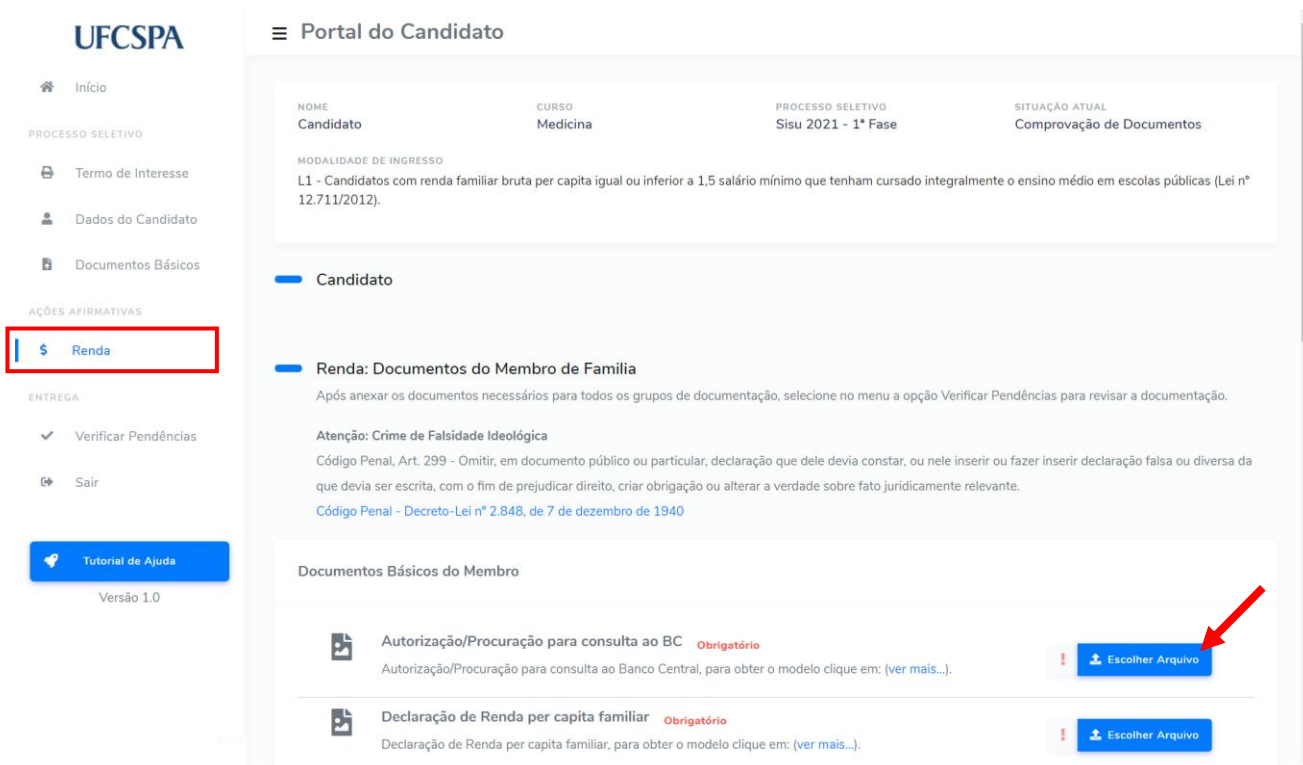 UFCSPA
Início
PROCESSO SELETIVO
Termo de Interesse
Dados do Candidato
Documentos Básicos
AÇÕES AFIRMATIVAS
$ Renda
ENTREGA
Verificar Pendências
Sair
Tutorial de Ajuda
Versão 1.0
Portal do Candidato
NOME CURSO PROCESSO SELETIVO SITUAÇÃO ATUAL
Candidato Medicina Sisu 2021 - 1ª Fase Comprovação de Documentos
MODALIDADE DE INGRESSO
L1 - Candidatos com renda familiar bruta per capita igual ou inferior a 1,5 salário mínimo que tenham cursado integralmente o ensino médio em escolas públicas (Lei nº
12.711/2012).
Candidato
Renda: Documentos do Membro de Familia
Após anexar os documentos necessários para todos os grupos de documentação, selecione no menu a opção Verificar Pendências para revisar a documentação.
Atenção: Crime de Falsidade Ideológica
Código Penal, Art. 299 - Omitir, em documento público ou particular, declaração que dele devia constar, ou nele inserir ou fazer inserir declaração falsa ou diversa da
que devia ser escrita, com o fim de prejudicar direito, criar obrigação ou alterar a verdade sobre fato juridicamente relevante.
Código Penal - Decreto-Lei nº 2.848, de 7 de dezembro de 1940
Documentos Básicos do Membro
Autorização/Procuração para consulta ao BC Obrigatório
Autorização/Procuração para consulta ao Banco Central, para obter o modelo clique em: (ver mais...).
! Escolher Arquivo
Declaração de Renda per capita familiar Obrigatório
Declaração de Renda per capita familiar, para obter o modelo clique em: (ver mais...).
! Escolher Arquivo